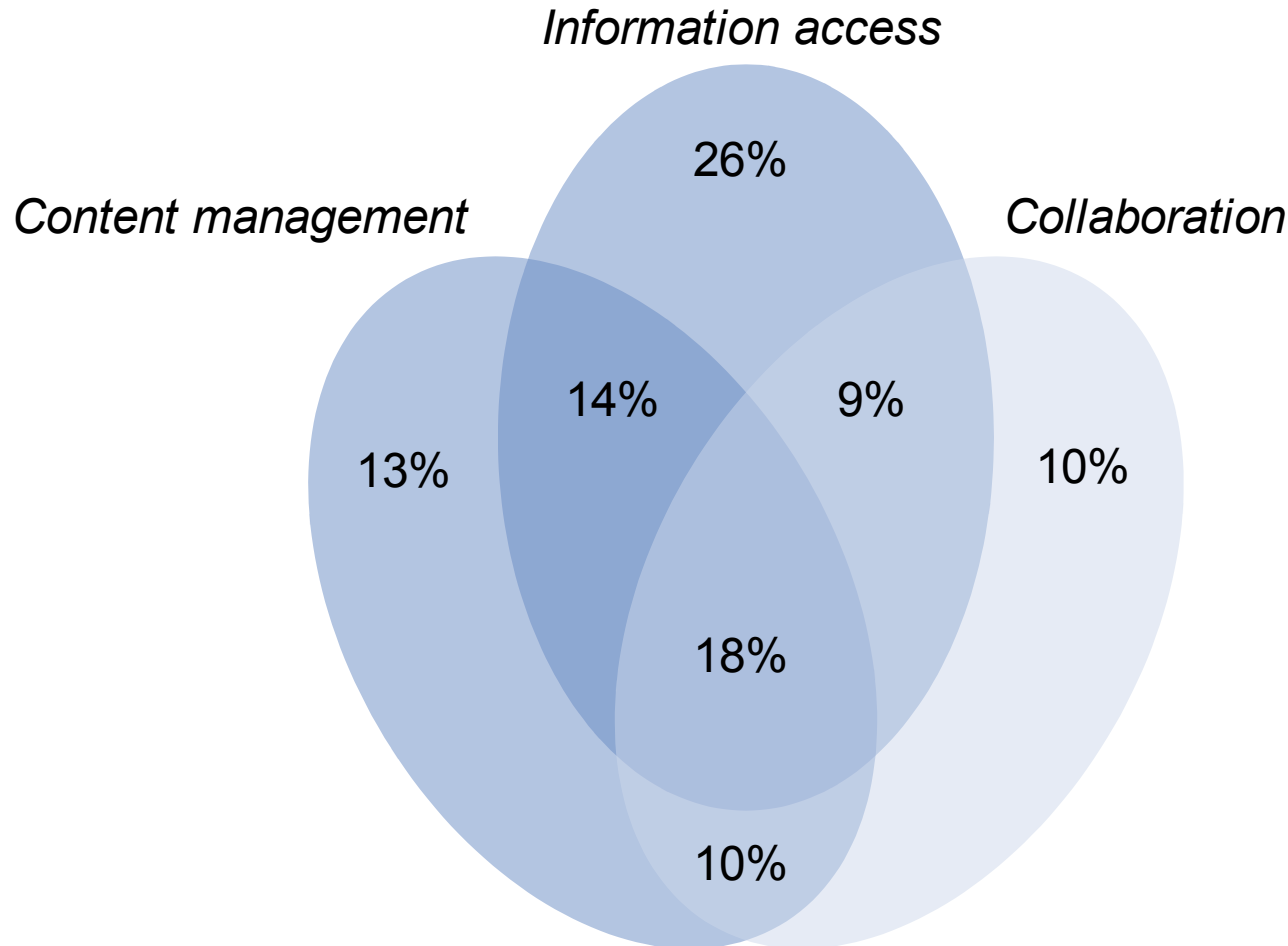 Information access
26%
Content management
Collaboration
14%
9%
13%
10%
18%
10%